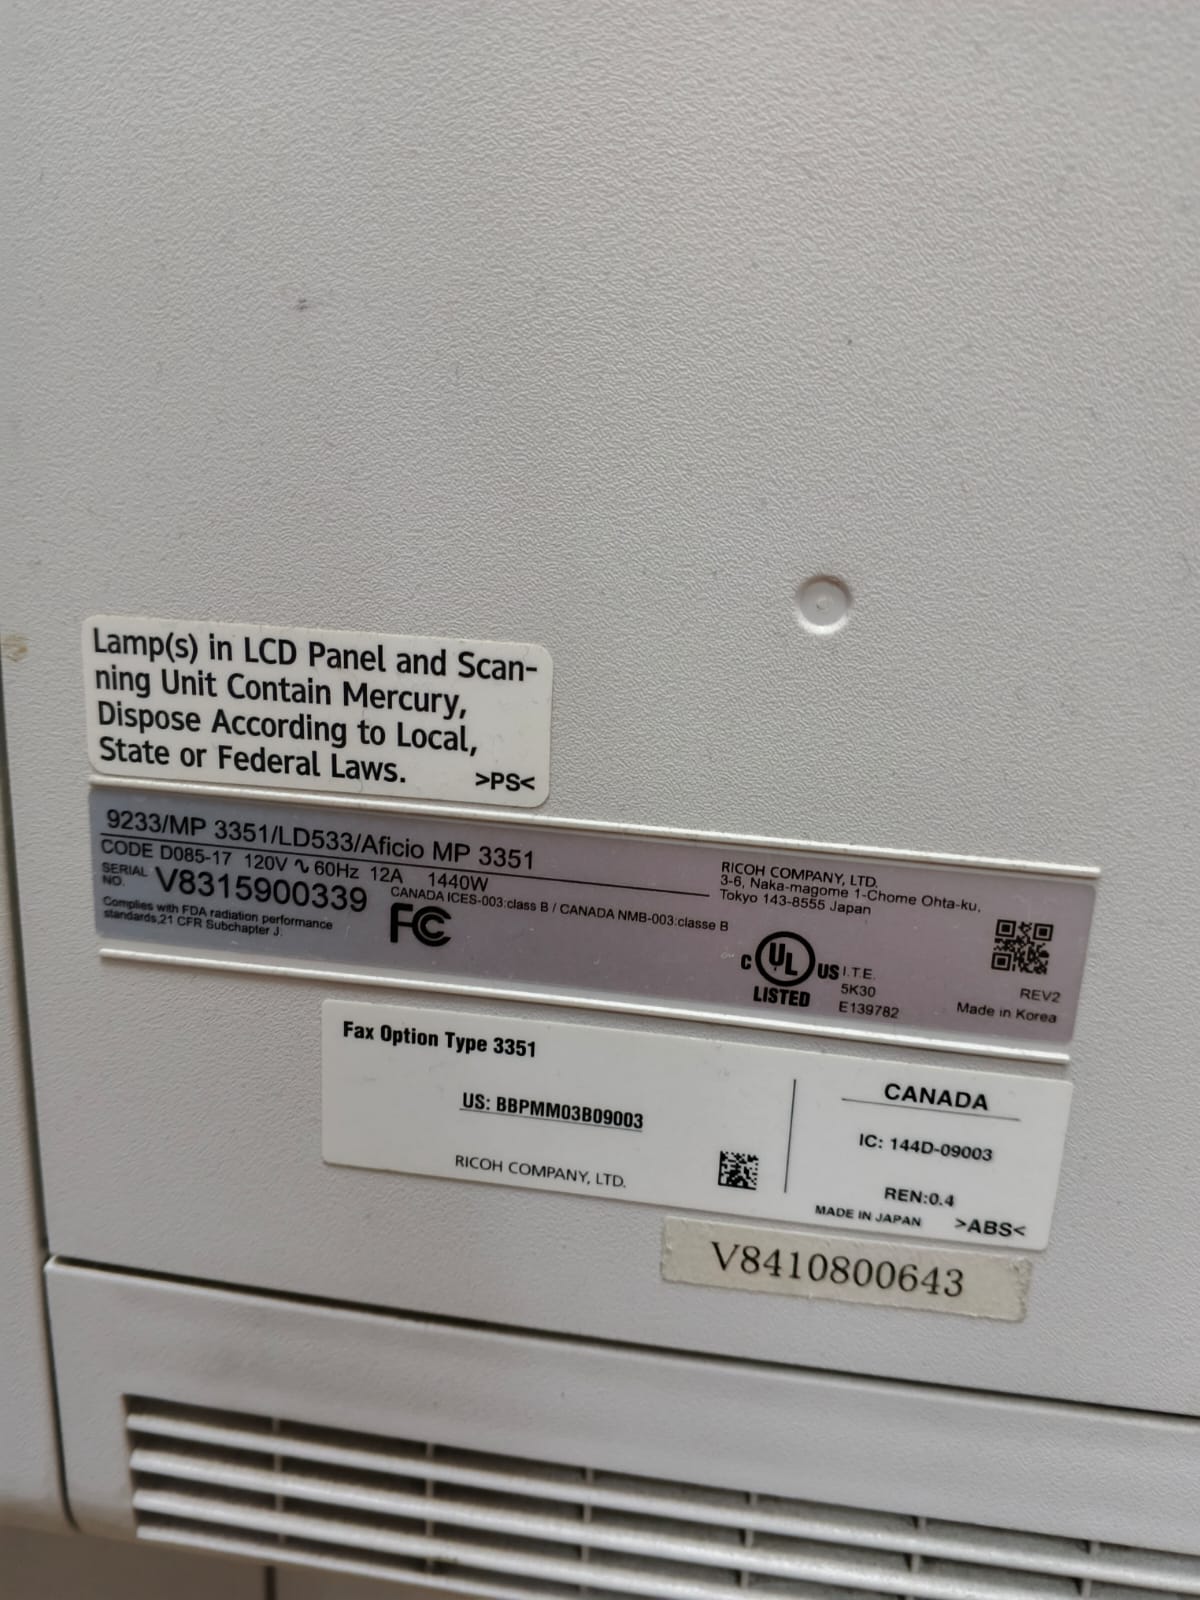 Lamp(s) in LCD Panel and Scan-
ning Unit Contain Mercury,
Dispose According to Local,
State or Federal Laws.
>PS<
9233/MP 3351/LD533/Aficio MP 3351
CODE D085-17 120V ∿ 60Hz 12A 1440W
SERIAL
NO. V8315900339
CANADA ICES-003:class B / CANADA NMB-003:classe B
Complies with FDA radiation performance
standards,21 CFR Subchapter J.
FC
RICOH COMPANY, LTD.
3-6, Naka-magome 1-Chome Ohta-ku,
Tokyo 143-8555 Japan
C UL US I.T.E.
LISTED 5K30
E139782
REV2
Made in Korea
Fax Option Type 3351
US: BBPMM03B09003
RICOH COMPANY, LTD.
CANADA
IC: 144D-09003
REN:0.4
MADE IN JAPAN >ABS<
V8410800643